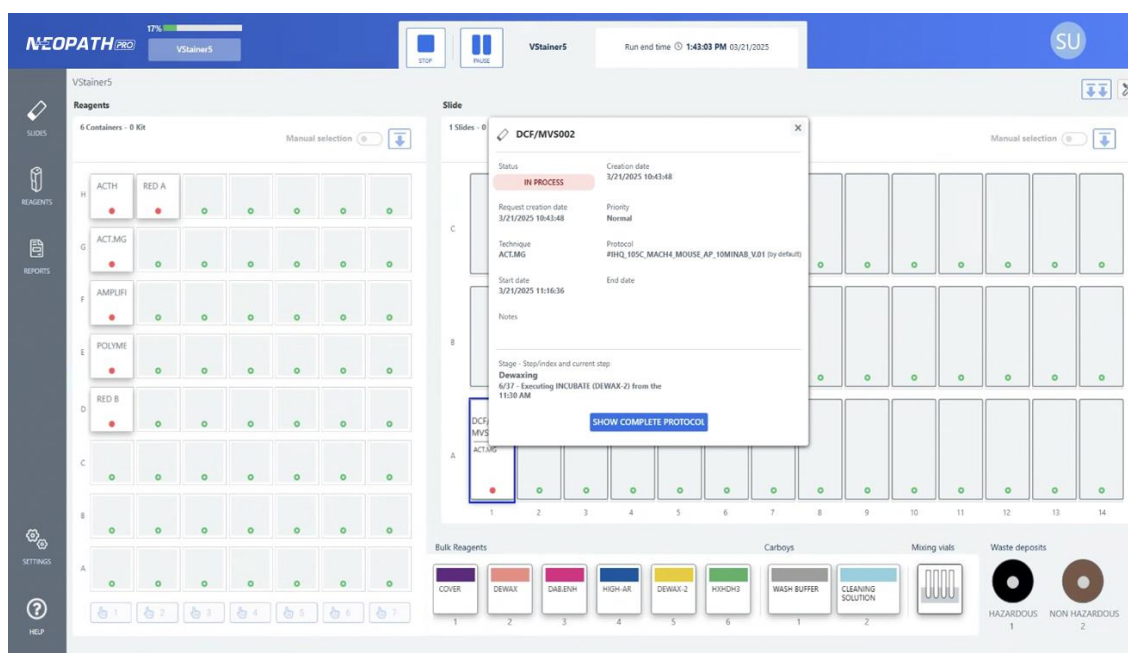 NEOPATH PRO
17%
VStainer5
STOP
PAUSE
VStainer5
Run end time 1:43:03 PM 03/21/2025
SU
SLIDES
REAGENTS
REPORTS
SETTINGS
HELP
VStainer5
Reagents
6 Containers - 0 Kit
Manual selection
H
ACTH
RED A
G
ACT.MG
F
AMPLIFI
E
POLYME
D
RED B
C
B
A
1 2 3 4 5 6 7
Slide
1 Slides - 0
Manual selection
DCF/MVS002
Status
IN PROCESS
Creation date
3/21/2025 10:43:48
Request creation date
3/21/2025 10:43:48
Priority
Normal
Technique
ACT.MG
Protocol
#IHQ_105C_MACH4_MOUSE_AP_10MINAB_V.01 (by default)
Start date
3/21/2025 11:16:36
End date
Notes
Stage - Step/index and current step
Dewaxing
6/37 - Executing INCUBATE (DEWAX-2) from the
11:30 AM
SHOW COMPLETE PROTOCOL
C
B
A
DCF/
MVS
ACT.MG
1 2 3 4 5 6 7 8 9 10 11 12 13 14
Bulk Reagents
COVER
DEWAX
DAB.ENH
HIGH-AR
DEWAX-2
HXHDH3
1 2 3 4 5 6
Carboys
WASH BUFFER
CLEANING
SOLUTION
1 2
Mixing vials
Waste deposits
HAZARDOUS
1
NON HAZARDOUS
2